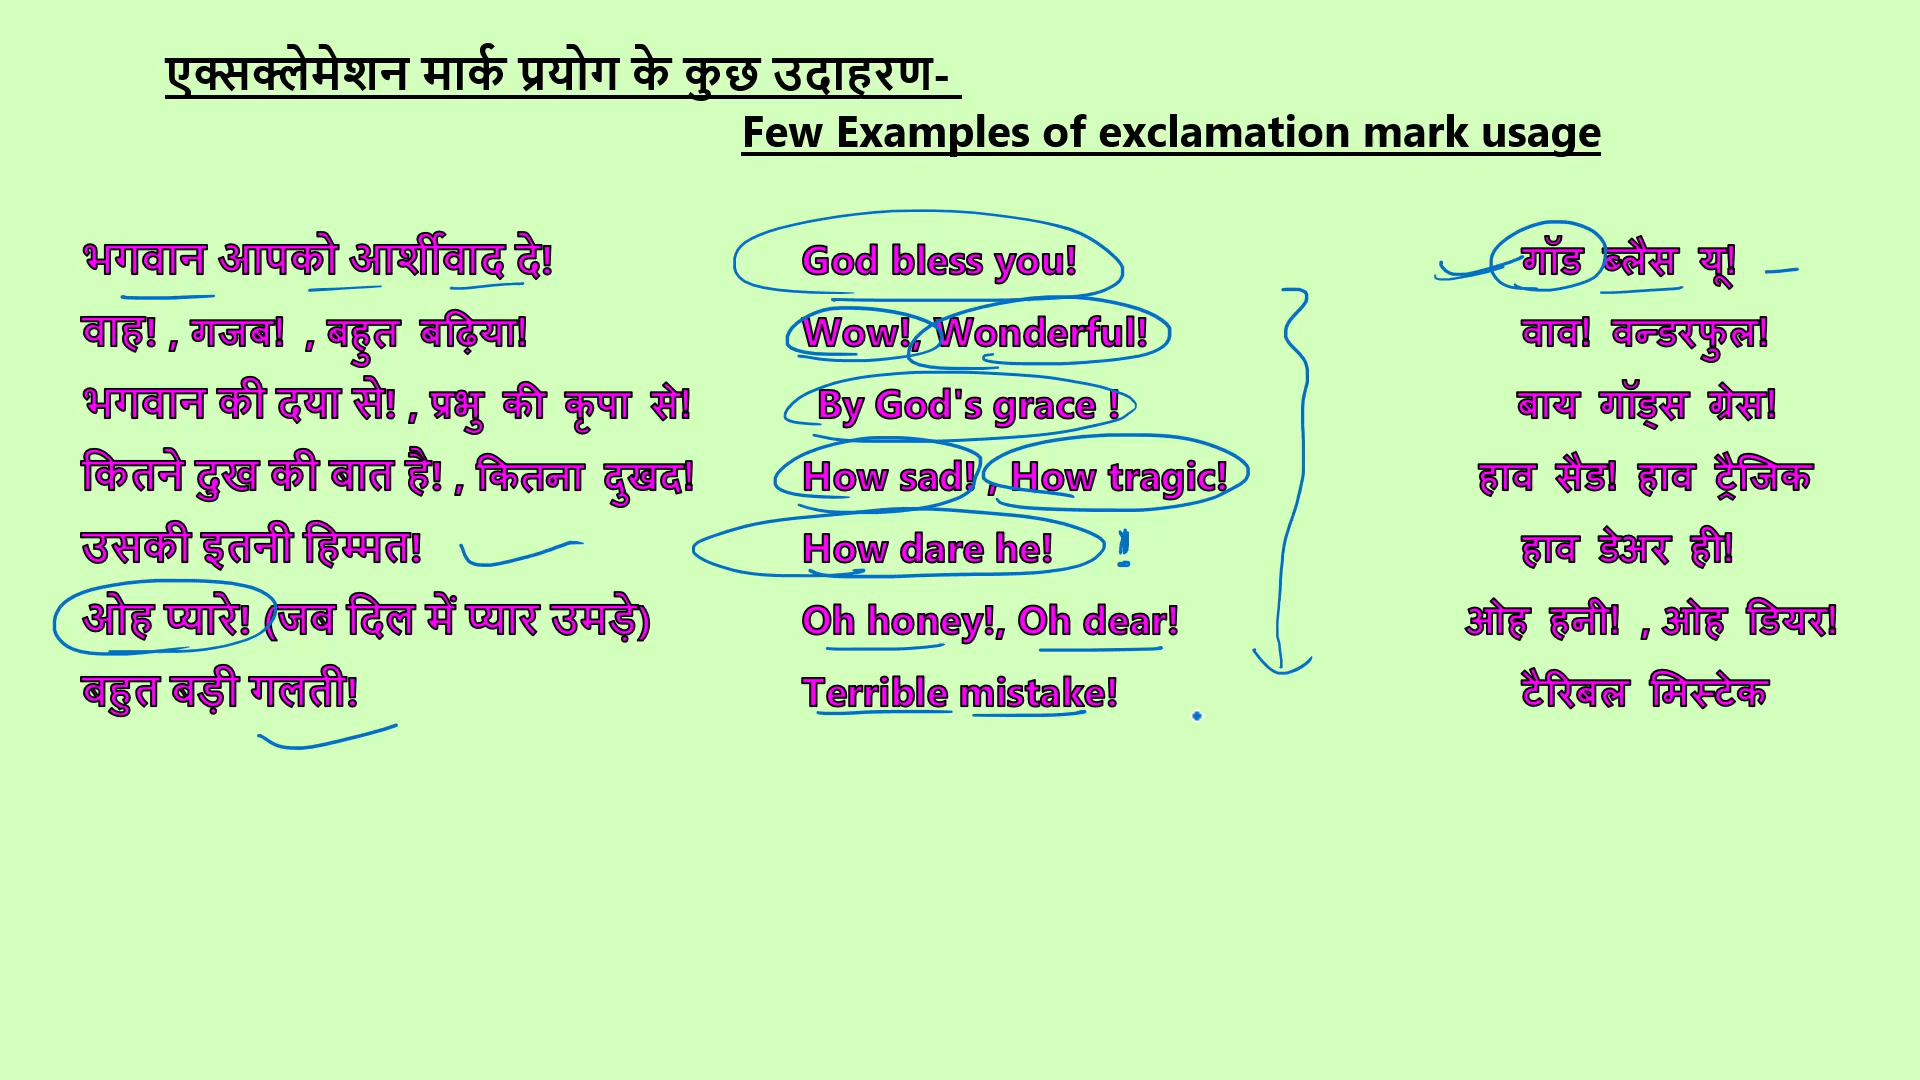 एक्सक्लेमेशन मार्क प्रयोग के कुछ उदाहरण-
Few Examples of exclamation mark usage
भगवान आपको आर्शीवाद दे! God bless you! गॉड ब्लैस यू!
वाह! , गजब! , बहुत बढ़िया! Wow!, Wonderful! वाव! वन्डरफुल!
भगवान की दया से! , प्रभु की कृपा से! By God's grace ! बाय गॉड्स ग्रेस!
कितने दुख की बात है! , कितना दुखद! How sad! , How tragic! हाव सैड! हाव ट्रैजिक
उसकी इतनी हिम्मत! How dare he! ! हाव डेअर ही!
ओह प्यारे! (जब दिल में प्यार उमड़े) Oh honey!, Oh dear! ओह हनी! , ओह डियर!
बहुत बड़ी गलती! Terrible mistake! टैरिबल मिस्टेक